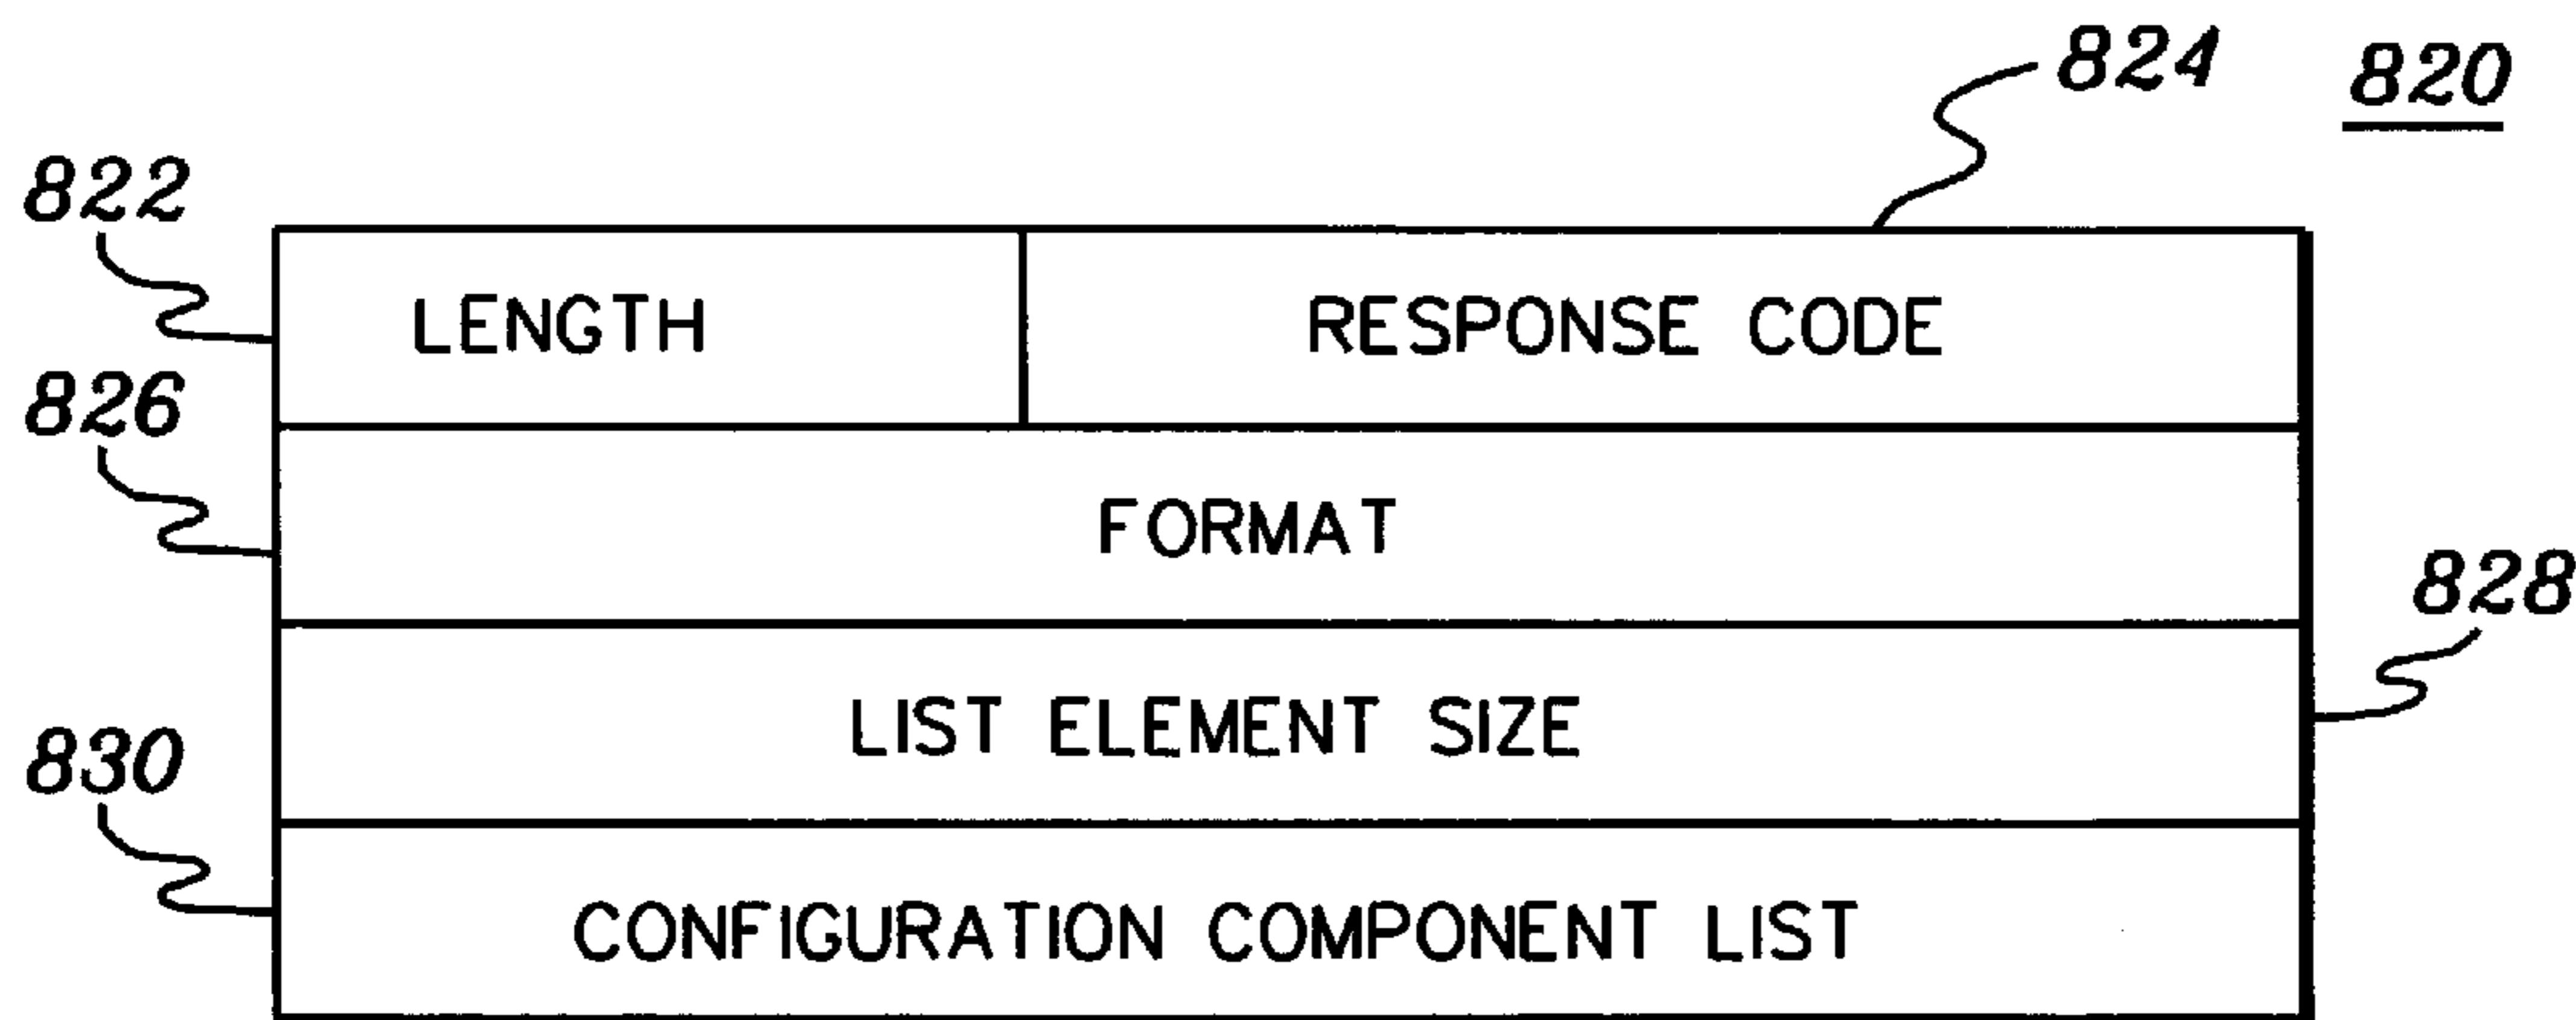 824 820
822
LENGTH RESPONSE CODE
826
FORMAT
828
LIST ELEMENT SIZE
830
CONFIGURATION COMPONENT LIST